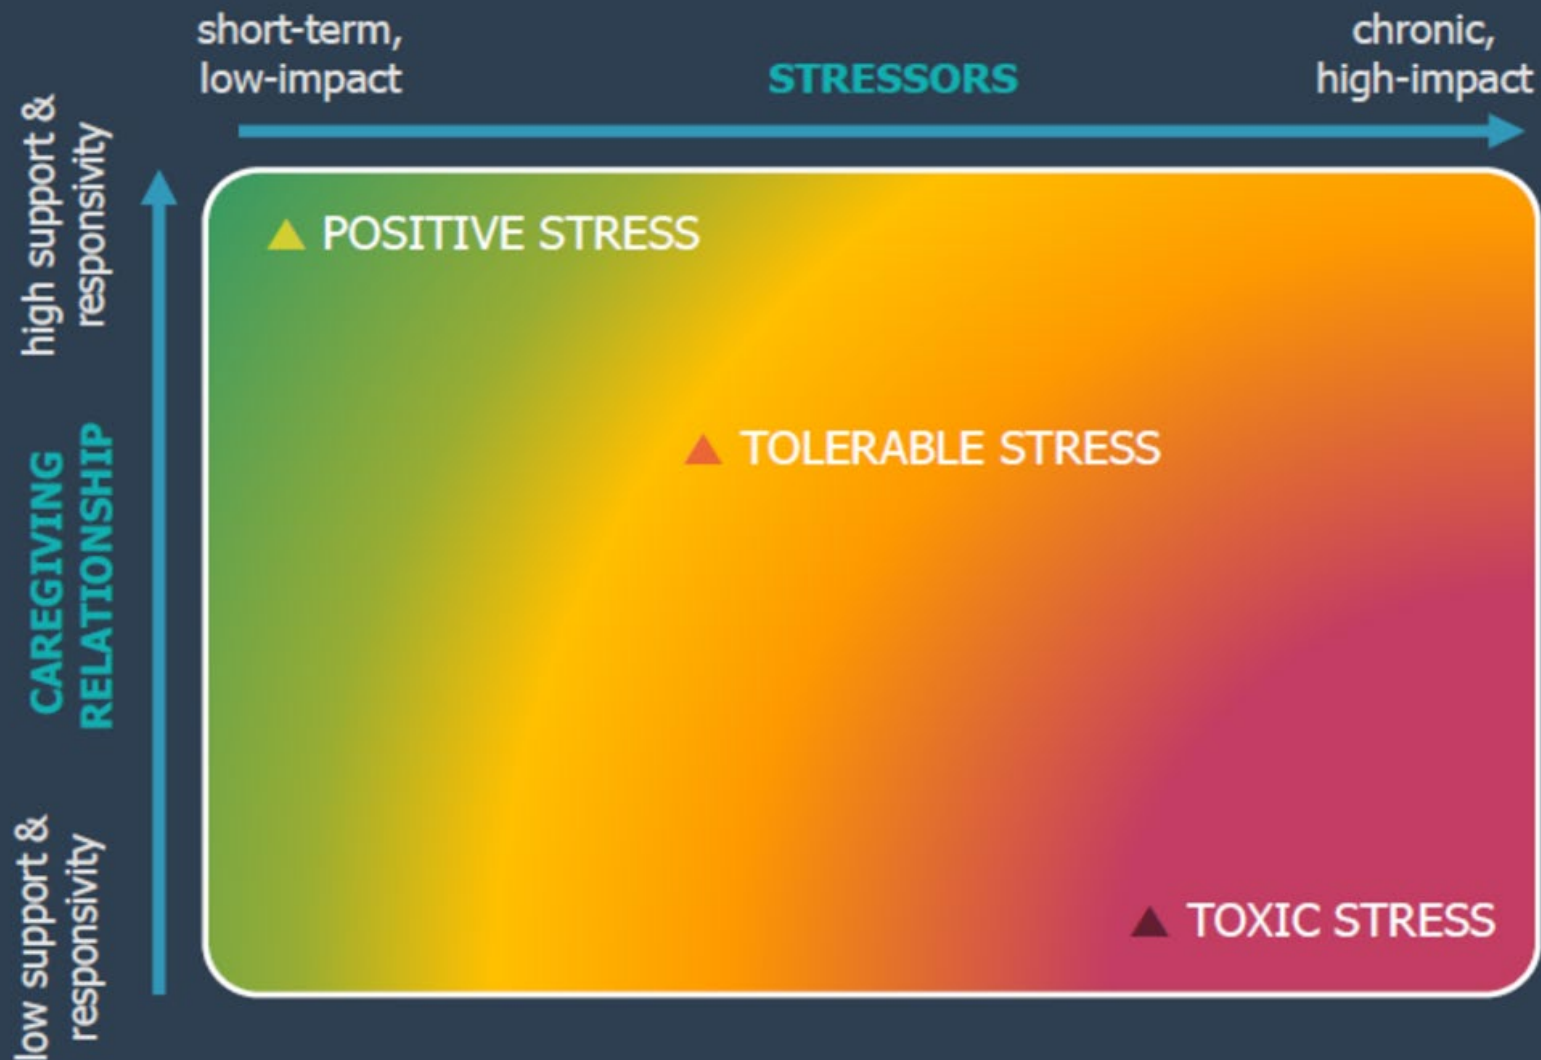 short-term,
low-impact
STRESSORS
chronic,
high-impact
high support &
responsivity
CAREGIVING
RELATIONSHIP
low support &
responsivity
POSITIVE STRESS
TOLERABLE STRESS
TOXIC STRESS